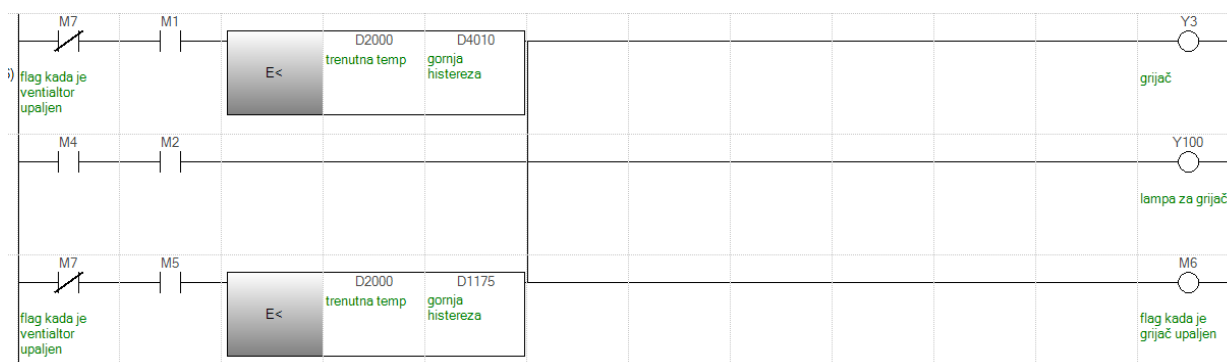 M7 M1 Y3
D2000 D4010
E<
trenutna temp
gornja
histereza
)
flag kada je
ventialtor
upaljen
grijač
M4 M2 Y100
lampa za grijač
M7 M5 M6
D2000 D1175
E<
trenutna temp
gornja
histereza
flag kada je
ventialtor
upaljen
flag kada je
grijač upaljen